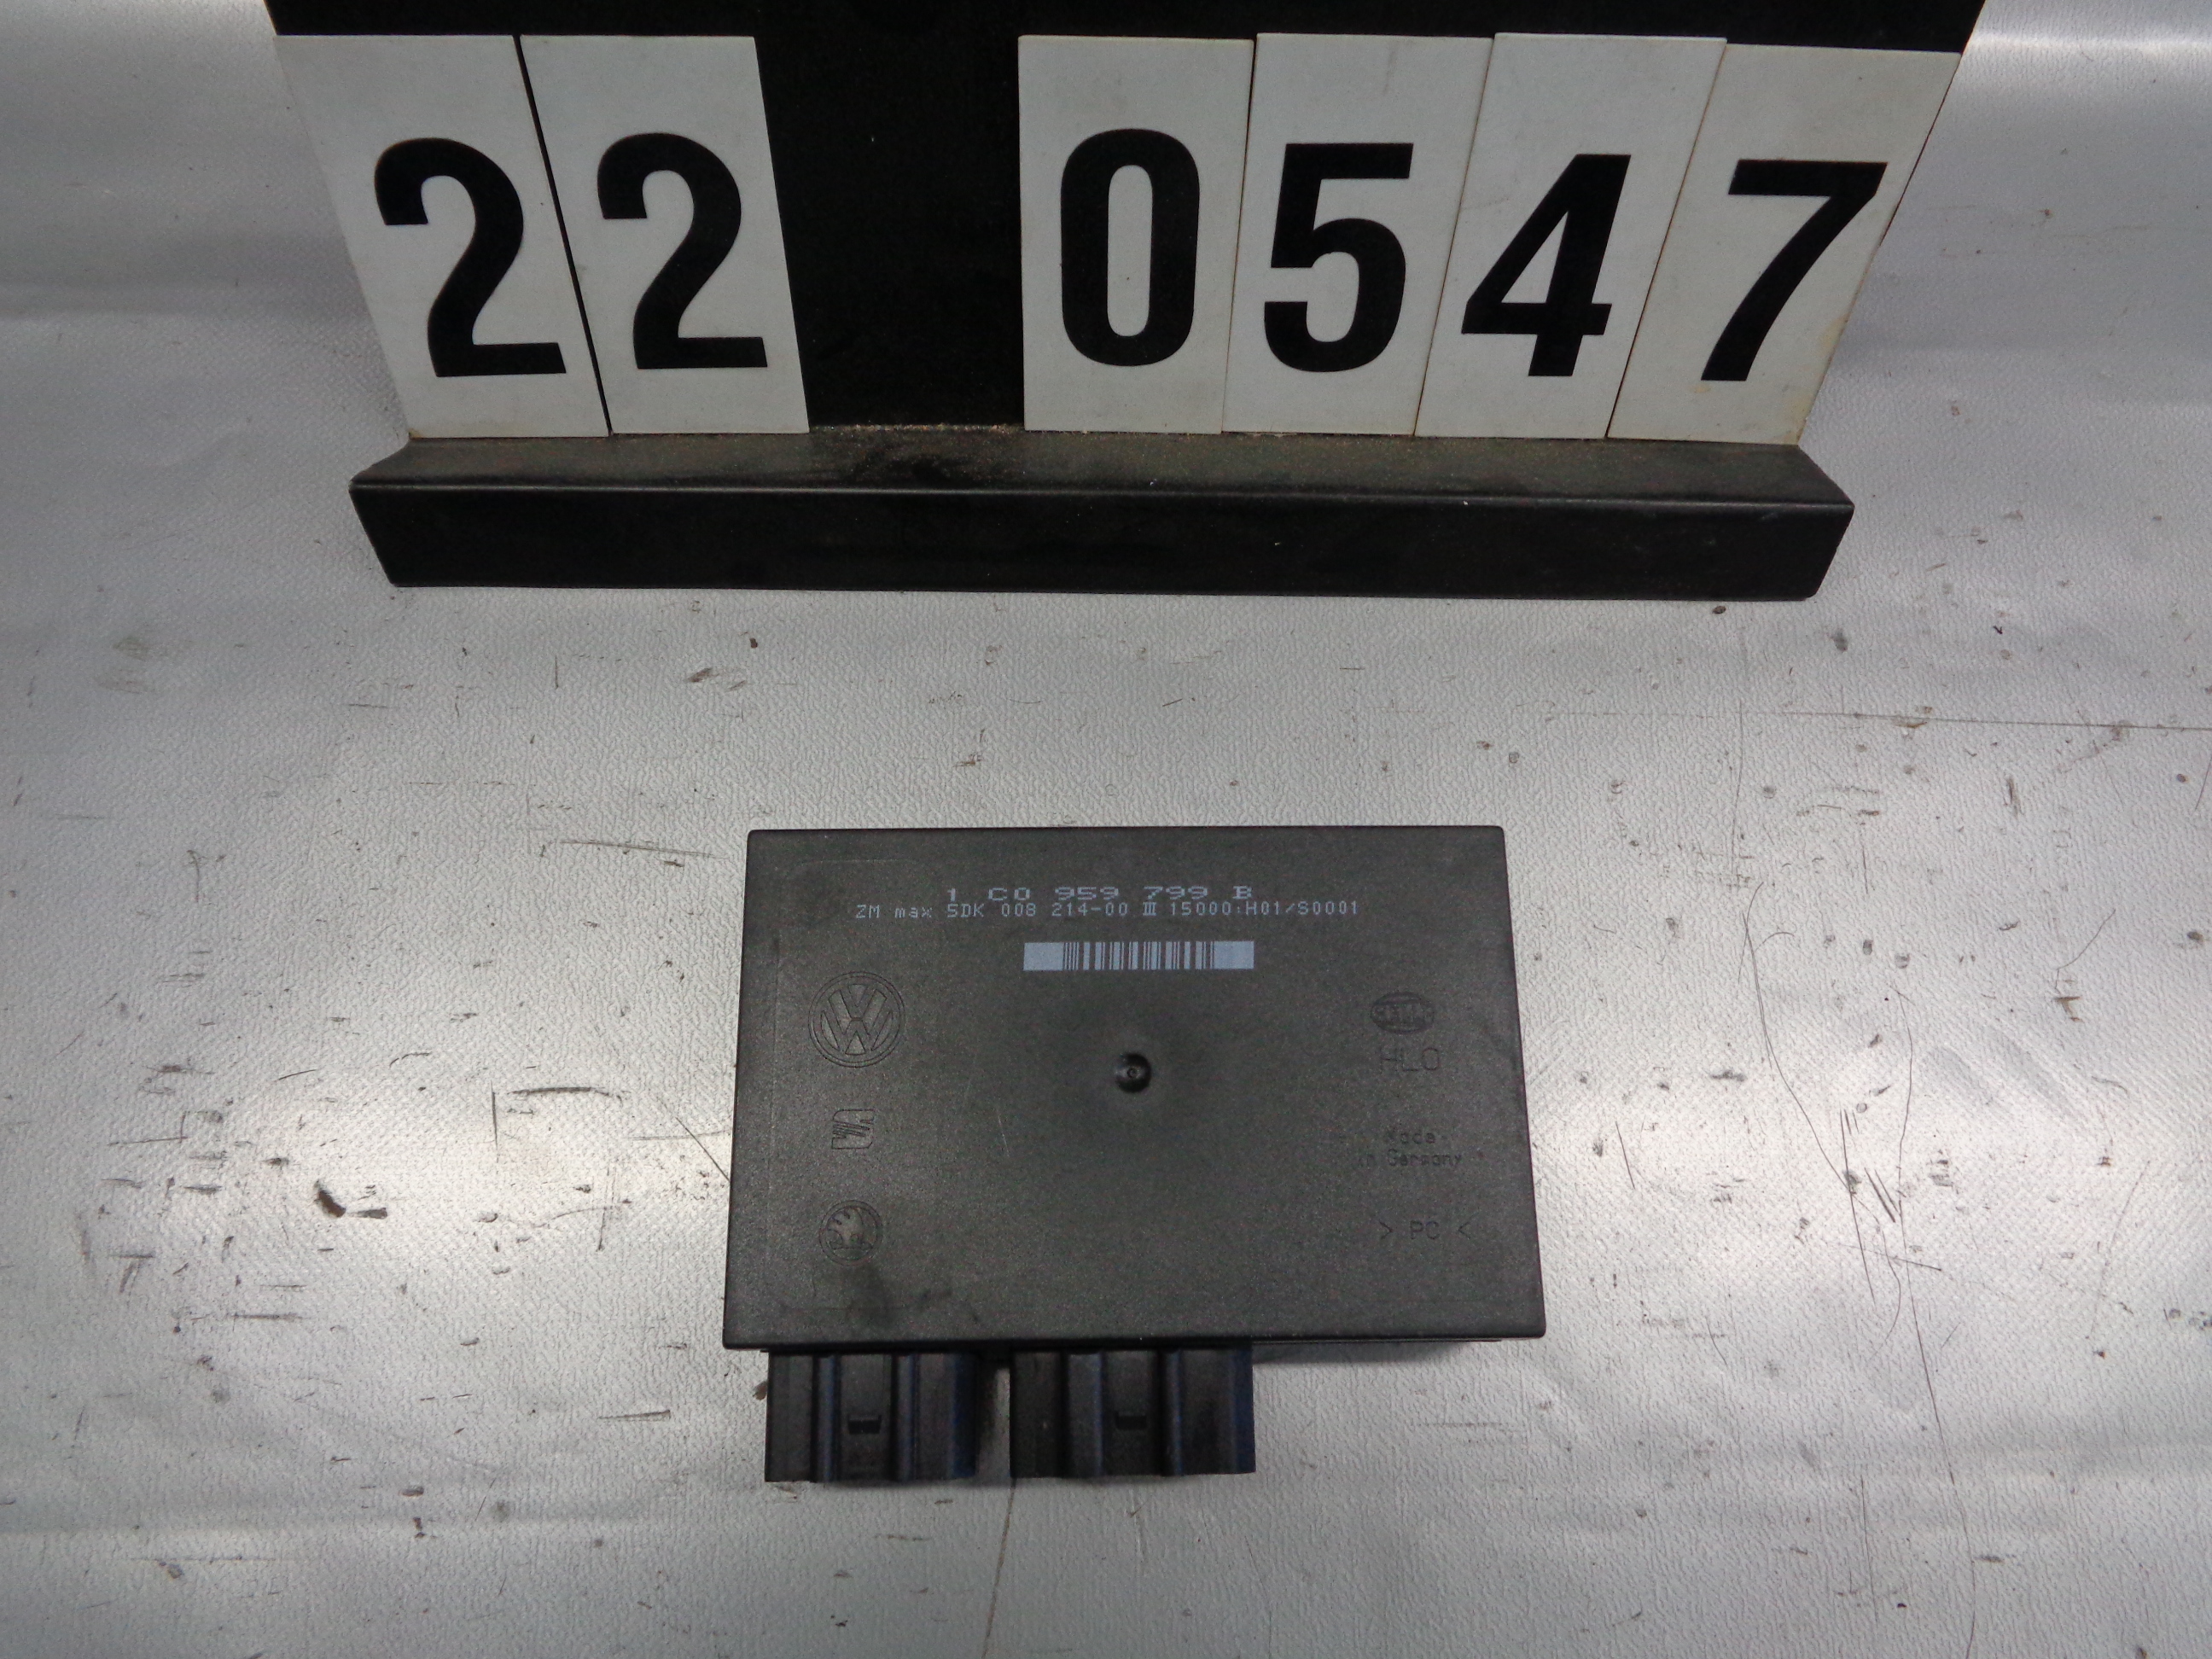 22 0547
1 C0 959 799 B
ZM max 5DK 008 214-00 III 15000:H01/S0001
HELLA
HLO
Made
in Germany
> PC <